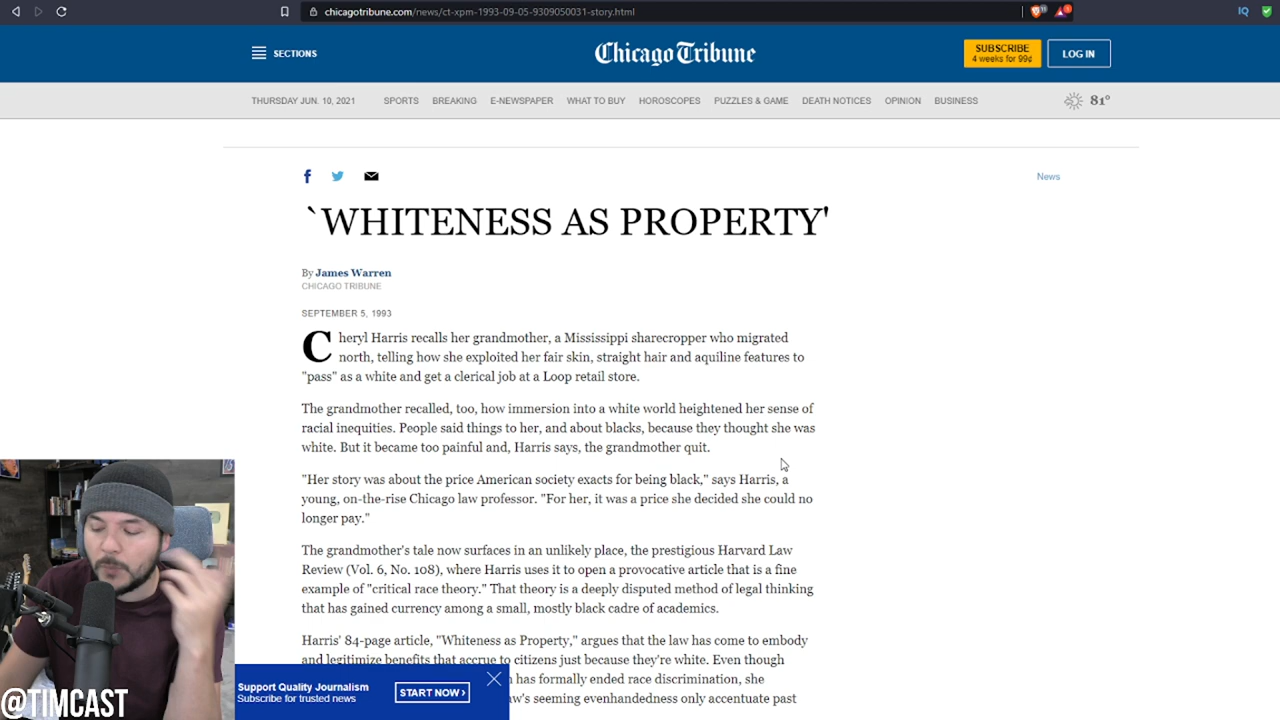 chicagotribune.com/news/ct-xpm-1993-09-05-9309050031-story.html
IQ
SECTIONS
Chicago Tribune
SUBSCRIBE
4 weeks for 99¢
LOG IN
THURSDAY JUN. 10, 2021
SPORTS BREAKING E-NEWSPAPER WHAT TO BUY HOROSCOPES PUZZLES & GAME DEATH NOTICES OPINION BUSINESS
81°
News
`WHITENESS AS PROPERTY'
By James Warren
CHICAGO TRIBUNE
SEPTEMBER 5, 1993
Cheryl Harris recalls her grandmother, a Mississippi sharecropper who migrated
north, telling how she exploited her fair skin, straight hair and aquiline features to
"pass" as a white and get a clerical job at a Loop retail store.
The grandmother recalled, too, how immersion into a white world heightened her sense of
racial inequities. People said things to her, and about blacks, because they thought she was
white. But it became too painful and, Harris says, the grandmother quit.
"Her story was about the price American society exacts for being black," says Harris, a
young, on-the-rise Chicago law professor. "For her, it was a price she decided she could no
longer pay."
The grandmother's tale now surfaces in an unlikely place, the prestigious Harvard Law
Review (Vol. 6, No. 108), where Harris uses it to open a provocative article that is a fine
example of "critical race theory." That theory is a deeply disputed method of legal thinking
that has gained currency among a small, mostly black cadre of academics.
Harris' 84-page article, "Whiteness as Property," argues that the law has come to embody
and legitimize benefits that accrue to citizens just because they're white. Even though
has formally ended race discrimination, she
seeming evenhandedness only accentuate past
Support Quality Journalism
Subscribe for trusted news
START NOW ›
@TIMCAST